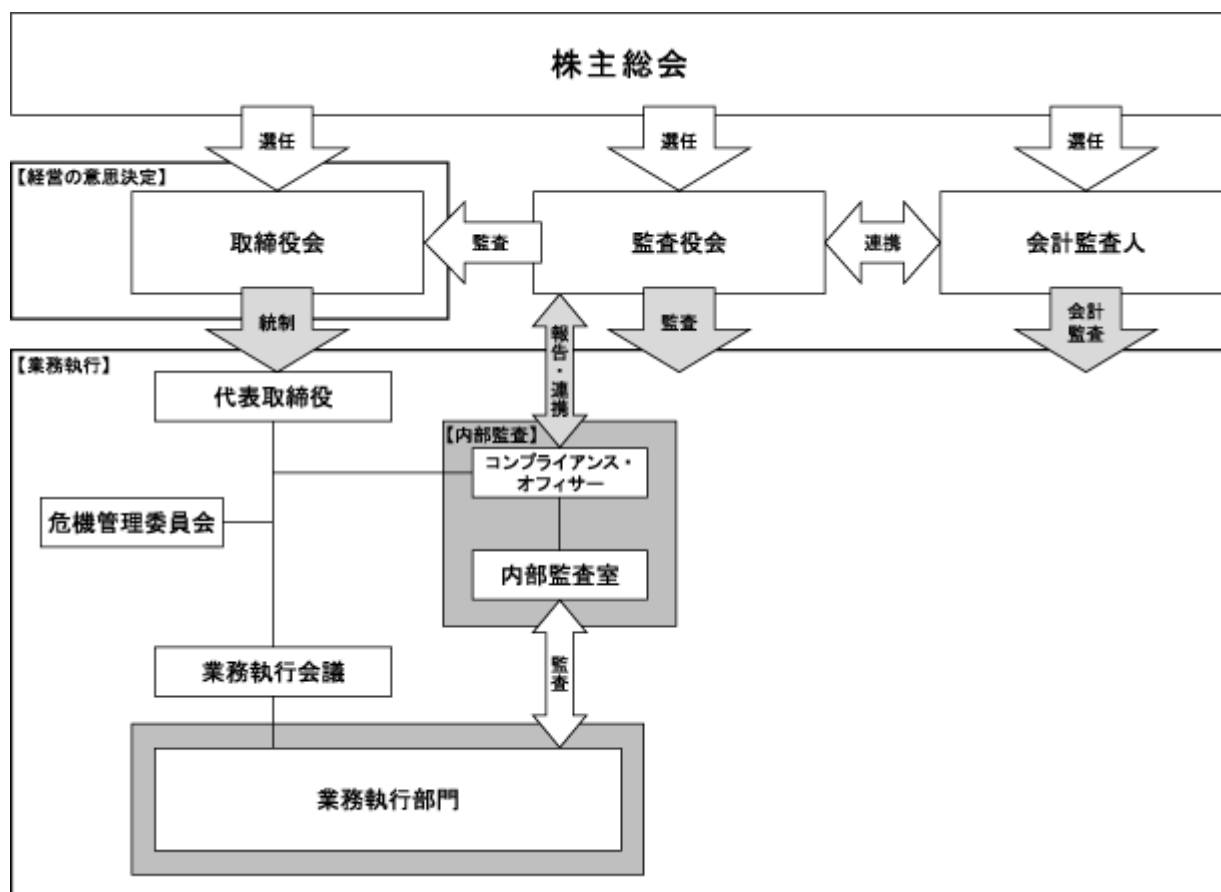 株主総会
選任
選任
選任
【経営の意思決定】
取締役会
監査
監査役会
連携
会計監査人
統制
報告・連携
監査
会計
監査
【業務執行】
代表取締役
【内部監査】
コンプライアンス・
オフィサー
危機管理委員会
内部監査室
業務執行会議
監査
業務執行部門